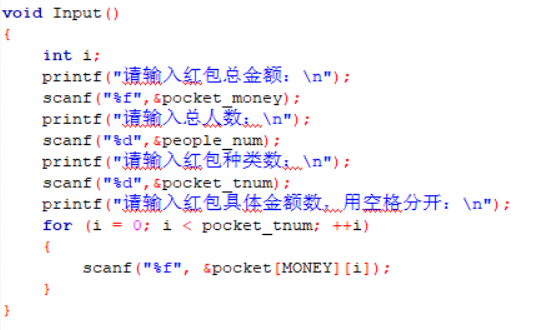 void Input()
{
    int i;
    printf("请输入红包总金额：\n");
    scanf("%f",&pocket_money);
    printf("请输入总人数：\n");
    scanf("%d",&people_num);
    printf("请输入红包种类数：\n");
    scanf("%d",&pocket_tnum);
    printf("请输入红包具体金额数，用空格分开：\n");
    for (i = 0; i < pocket_tnum; ++i)
    {
        scanf("%f", &pocket[MONEY][i]);
    }
}